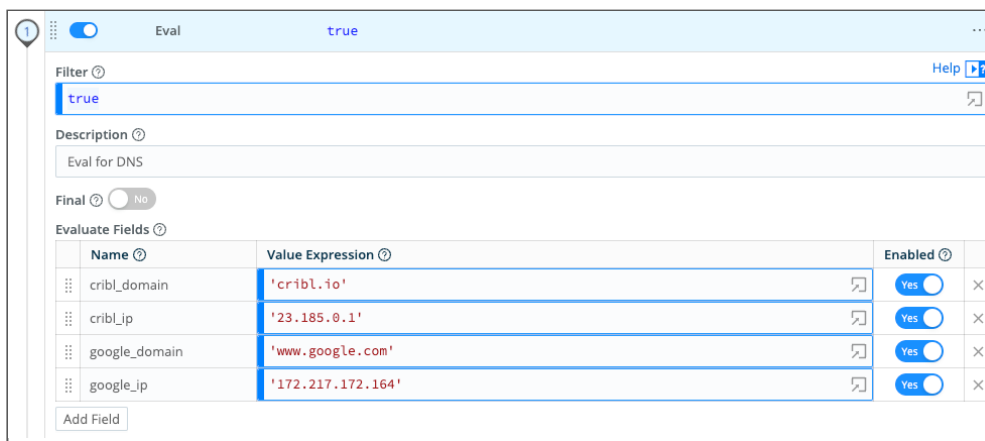 1 Eval true ...
Filter
Help
true
Description
Eval for DNS
Final No
Evaluate Fields
Name Value Expression Enabled
cribl_domain 'cribl.io' Yes
cribl_ip '23.185.0.1' Yes
google_domain 'www.google.com' Yes
google_ip '172.217.172.164' Yes
Add Field